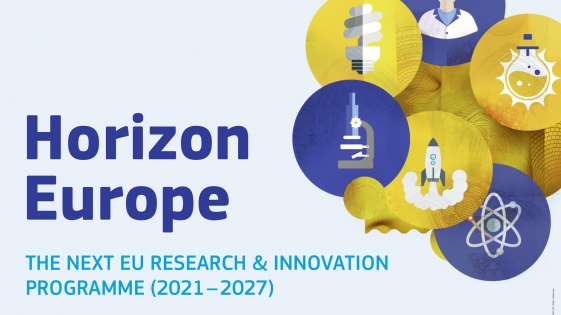 Horizon
Europe
THE NEXT EU RESEARCH & INNOVATION
PROGRAMME (2021–2027)